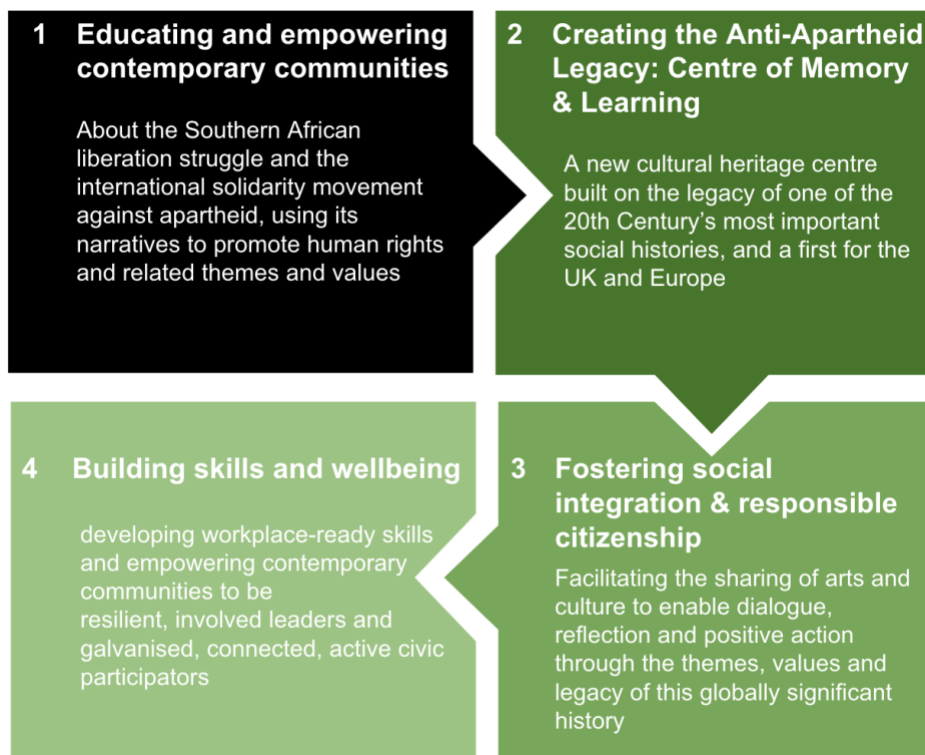 1 Educating and empowering
contemporary communities
About the Southern African
liberation struggle and the
international solidarity movement
against apartheid, using its
narratives to promote human rights
and related themes and values
2 Creating the Anti-Apartheid
Legacy: Centre of Memory
& Learning
A new cultural heritage centre
built on the legacy of one of the
20th Century’s most important
social histories, and a first for the
UK and Europe
3 Fostering social
integration & responsible
citizenship
Facilitating the sharing of arts and
culture to enable dialogue,
reflection and positive action
through the themes, values and
legacy of this globally significant
history
4 Building skills and wellbeing
developing workplace-ready skills
and empowering contemporary
communities to be
resilient, involved leaders and
galvanised, connected, active civic
participators